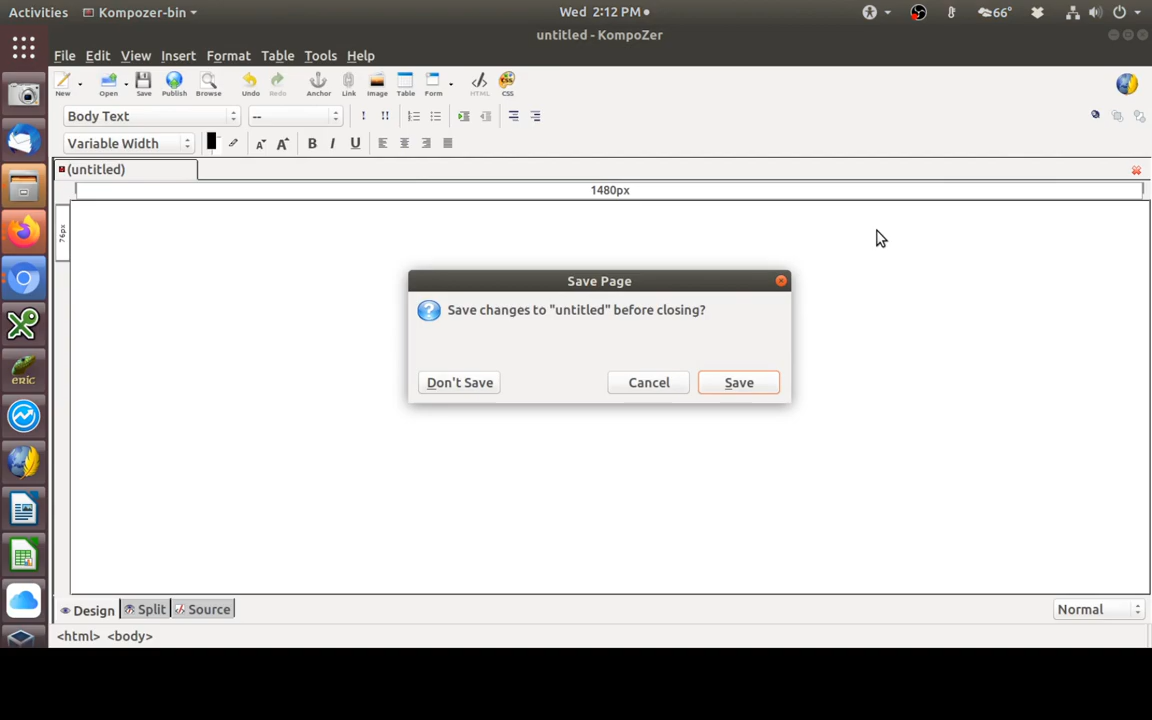 Activities Kompozer-bin Wed 2:12 PM 66°
untitled - KompoZer
File Edit View Insert Format Table Tools Help
New Open Save Publish Browse Undo Redo Anchor Link Image Table Form HTML CSS
Body Text --
Variable Width B I U
(untitled)
1480px
76px
Save Page
Save changes to "untitled" before closing?
Don't Save Cancel Save
eric
Design Split Source Normal
<html> <body>